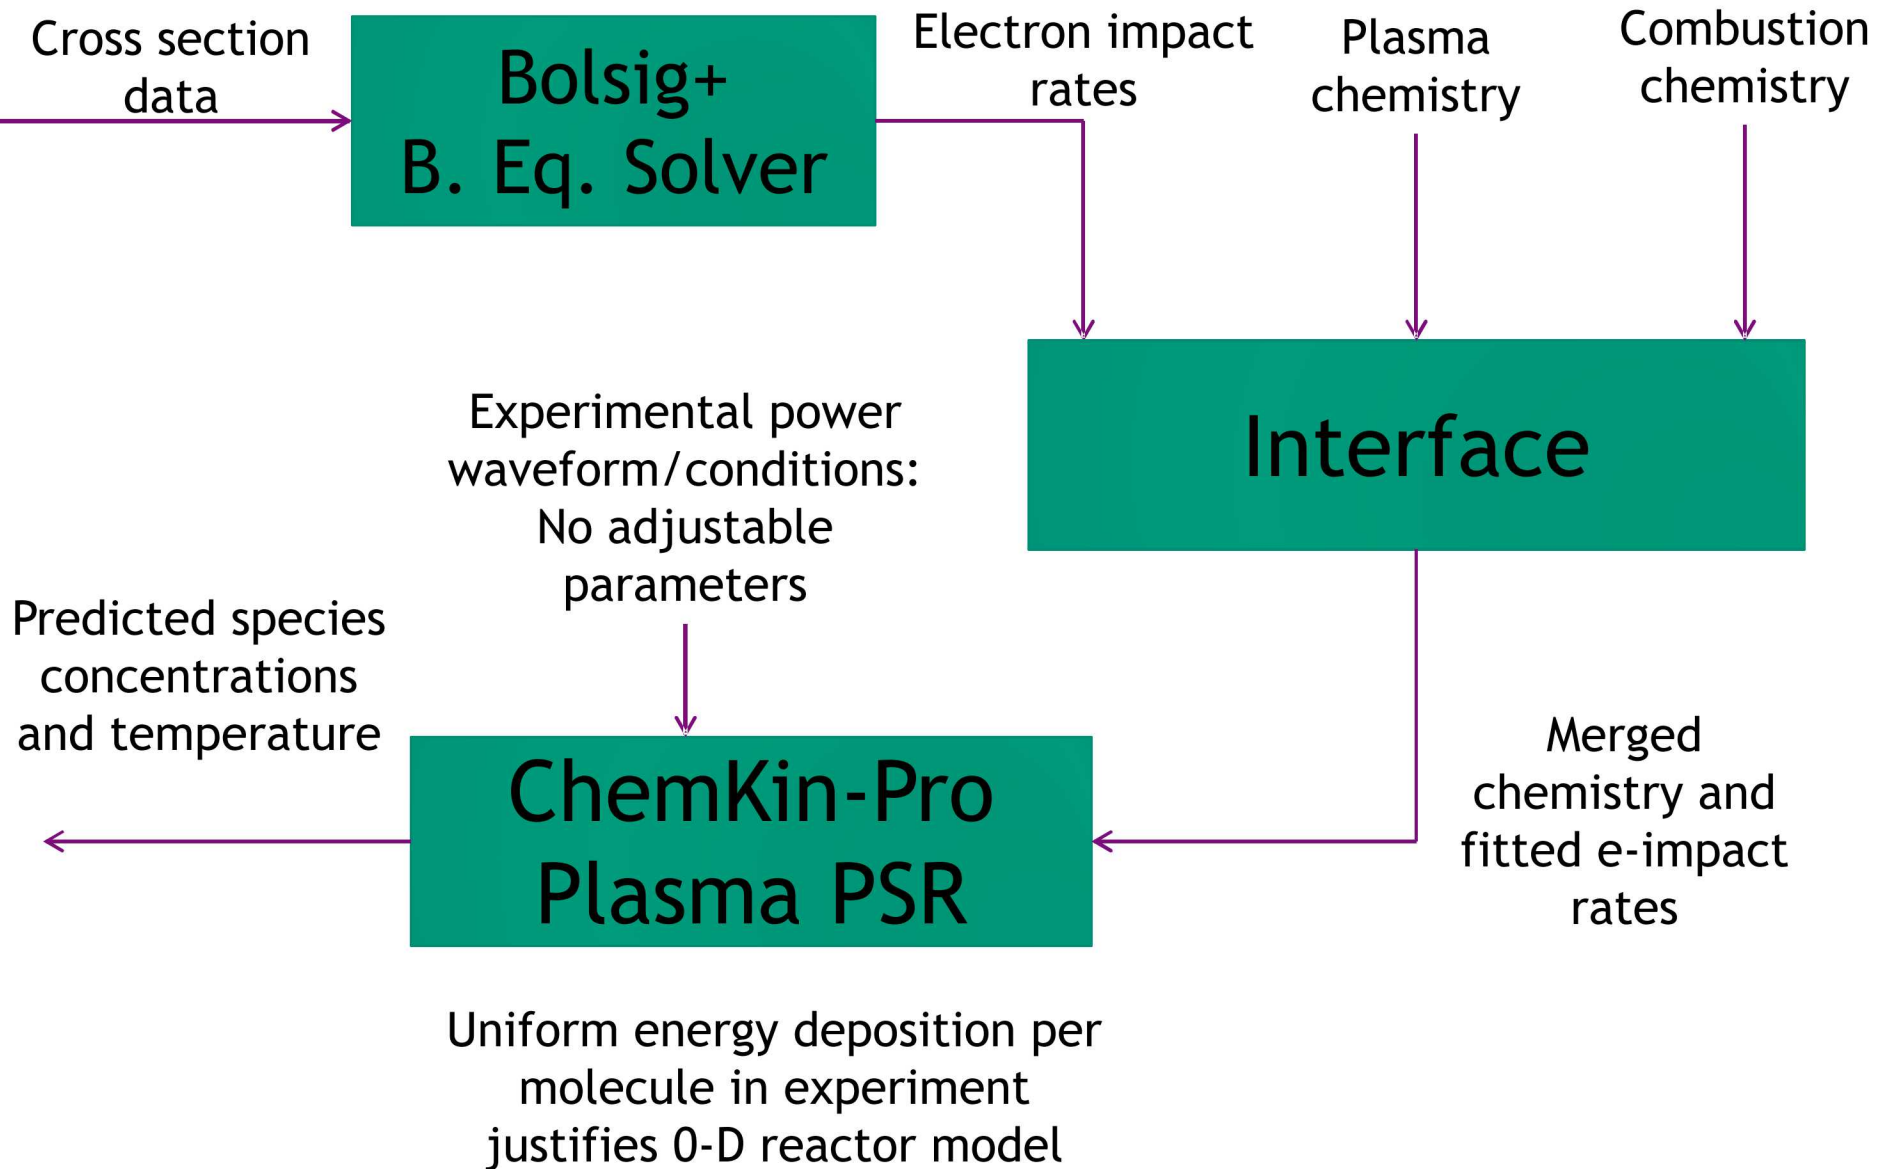 Cross section
data
Bolsig+
B. Eq. Solver
Electron impact
rates
Plasma
chemistry
Combustion
chemistry
Interface
Experimental power
waveform/conditions:
No adjustable
parameters
Predicted species
concentrations
and temperature
ChemKin-Pro
Plasma PSR
Merged
chemistry and
fitted e-impact
rates
Uniform energy deposition per
molecule in experiment
justifies 0-D reactor model